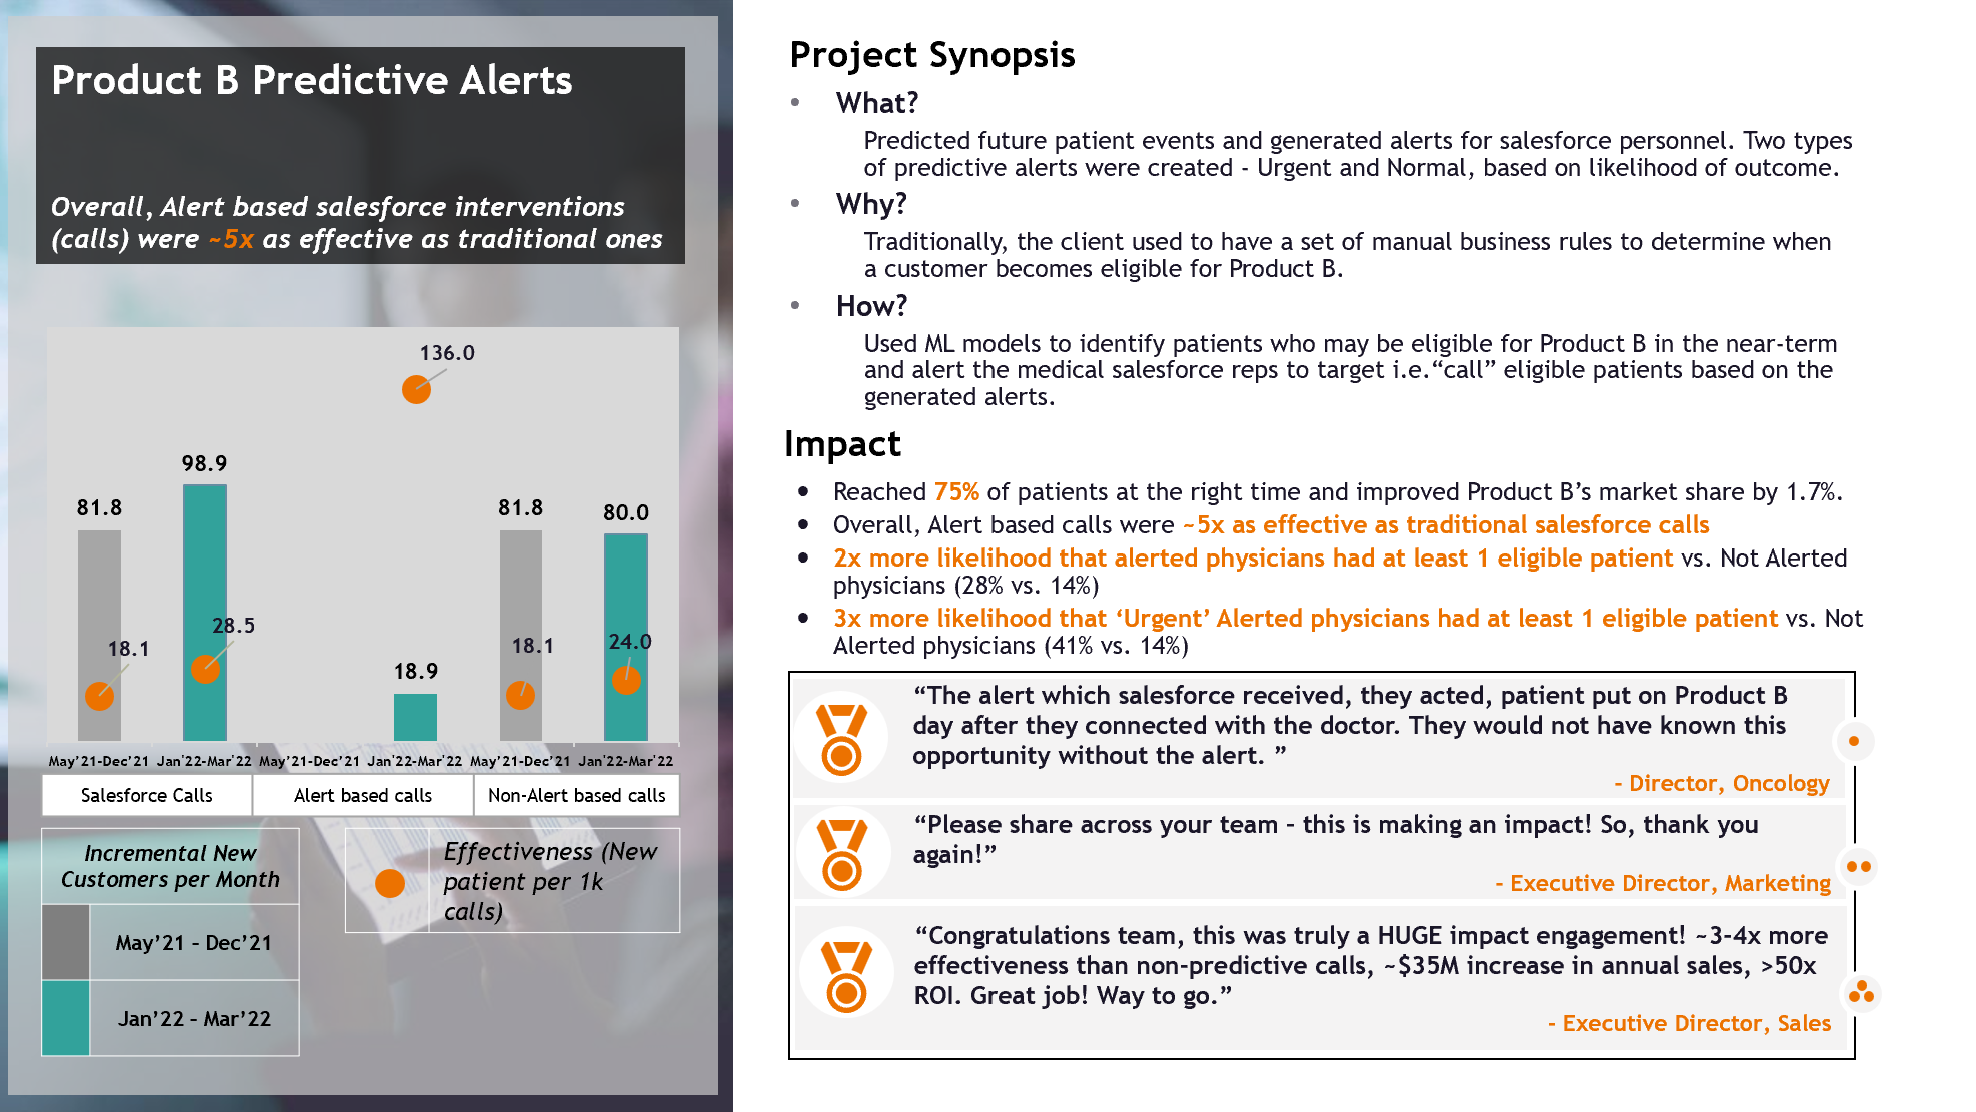 Product B Predictive Alerts
Overall, Alert based salesforce interventions
(calls) were ~5x as effective as traditional ones
136.0
98.9
81.8
81.8
80.0
28.5
18.1
18.1
24.0
18.9
May’21-Dec’21 Jan'22-Mar'22 May’21-Dec’21 Jan'22-Mar'22 May’21-Dec’21 Jan'22-Mar'22
Salesforce Calls
Alert based calls
Non-Alert based calls
Incremental New
Customers per Month
May’21 – Dec’21
Jan’22 – Mar’22
Effectiveness (New
patient per 1k
calls)
Project Synopsis
• What?
Predicted future patient events and generated alerts for salesforce personnel. Two types
of predictive alerts were created - Urgent and Normal, based on likelihood of outcome.
• Why?
Traditionally, the client used to have a set of manual business rules to determine when
a customer becomes eligible for Product B.
• How?
Used ML models to identify patients who may be eligible for Product B in the near-term
and alert the medical salesforce reps to target i.e.“call” eligible patients based on the
generated alerts.
Impact
• Reached 75% of patients at the right time and improved Product B’s market share by 1.7%.
• Overall, Alert based calls were ~5x as effective as traditional salesforce calls
• 2x more likelihood that alerted physicians had at least 1 eligible patient vs. Not Alerted
physicians (28% vs. 14%)
• 3x more likelihood that ‘Urgent’ Alerted physicians had at least 1 eligible patient vs. Not
Alerted physicians (41% vs. 14%)
“The alert which salesforce received, they acted, patient put on Product B
day after they connected with the doctor. They would not have known this
opportunity without the alert. ”
- Director, Oncology
“Please share across your team – this is making an impact! So, thank you
again!”
- Executive Director, Marketing
“Congratulations team, this was truly a HUGE impact engagement! ~3-4x more
effectiveness than non-predictive calls, ~$35M increase in annual sales, >50x
ROI. Great job! Way to go.”
- Executive Director, Sales